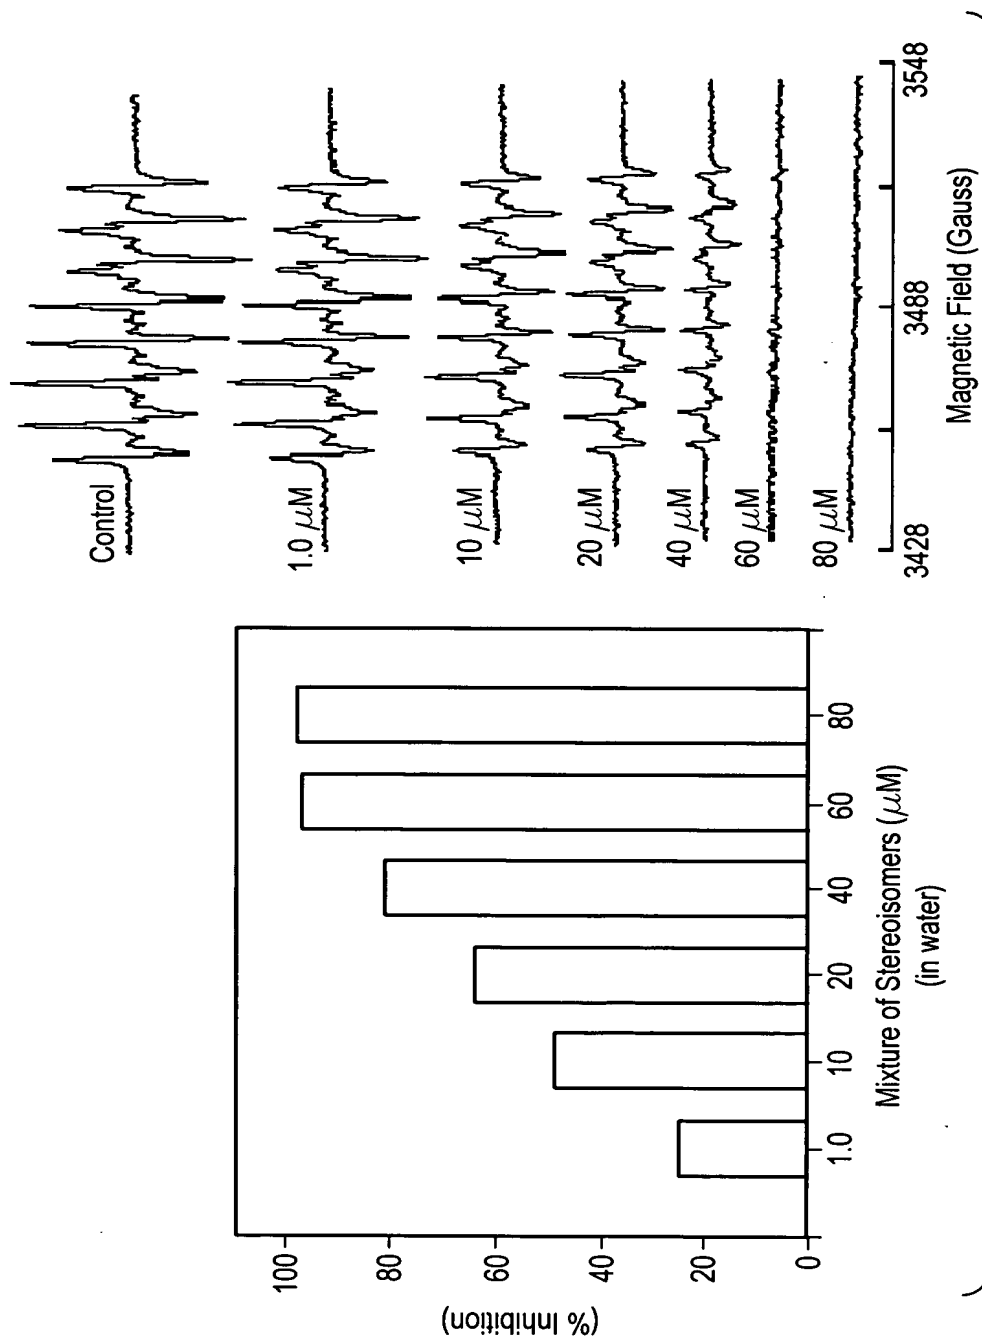 (% Inhibition)
100
80
60
40
20
0
1.0
10
20
40
60
80
Mixture of Stereoisomers (μM)
(in water)
Control
1.0 μM
10 μM
20 μM
40 μM
60 μM
80 μM
3428
3488
3548
Magnetic Field (Gauss)